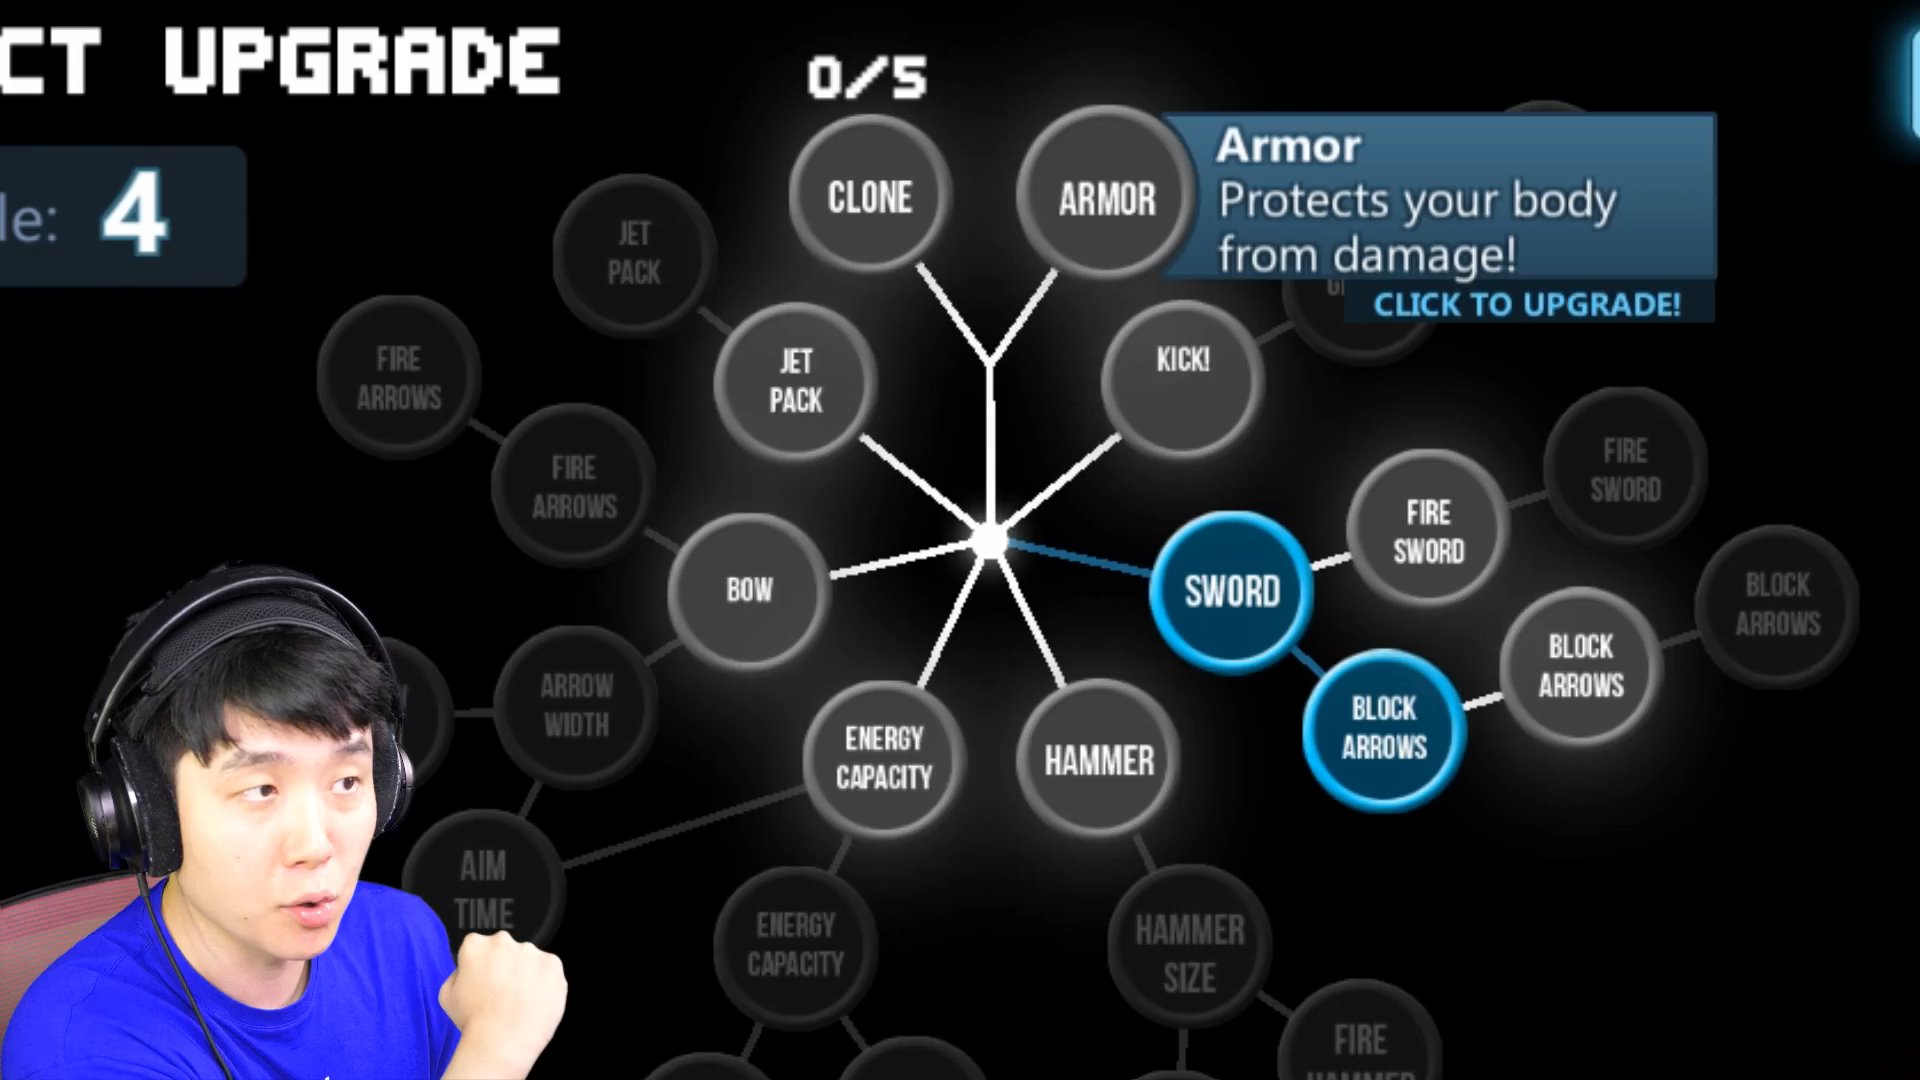 CT UPGRADE
0/5
le: 4
CLONE
ARMOR
Armor
Protects your body
from damage!
CLICK TO UPGRADE!
JET
PACK
JET
PACK
KICK!
FIRE
ARROWS
FIRE
ARROWS
BOW
SWORD
FIRE
SWORD
FIRE
SWORD
BLOCK
ARROWS
BLOCK
ARROWS
BLOCK
ARROWS
ARROW
WIDTH
ENERGY
CAPACITY
HAMMER
AIM
TIME
ENERGY
CAPACITY
HAMMER
SIZE
FIRE
HAMMER